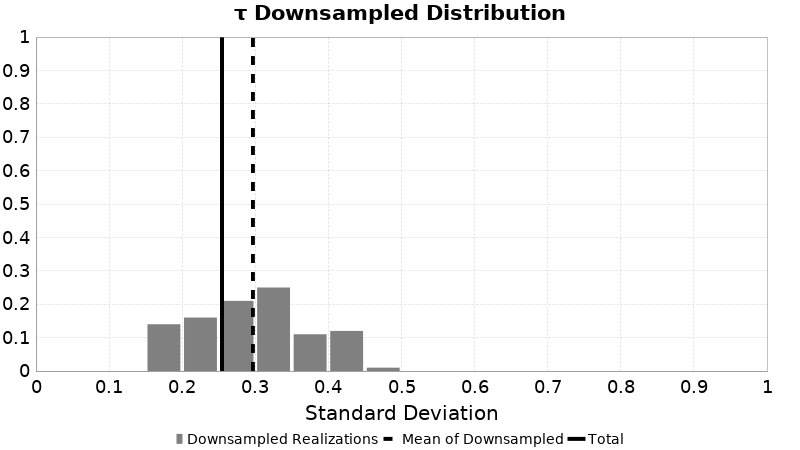 τ Downsampled Distribution
1
0.9
0.8
0.7
0.6
0.5
0.4
0.3
0.2
0.1
0
0 0.1 0.2 0.3 0.4 0.5 0.6 0.7 0.8 0.9 1
Standard Deviation
Downsampled Realizations Mean of Downsampled Total